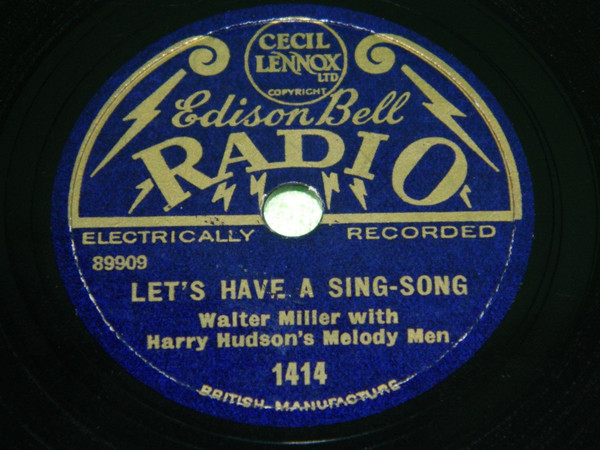 CECIL
LENNOX
LTD
COPYRIGHT
Edison Bell
RADIO
ELECTRICALLY RECORDED
89909
LET'S HAVE A SING-SONG
Walter Miller with
Harry Hudson's Melody Men
1414
BRITISH MANUFACTURE